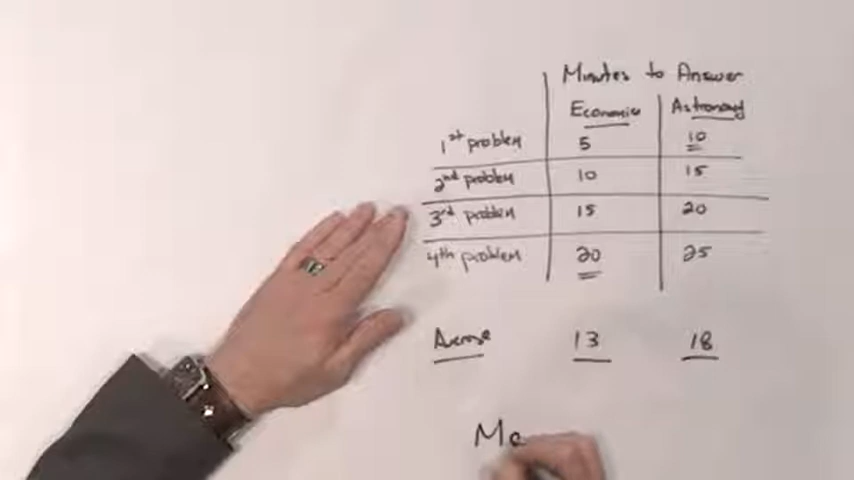 Minutes to Answer
Economics Astronomy
1st problem 5 10
2nd problem 10 15
3rd problem 15 20
4th problem 20 25
Average 13 18
Me